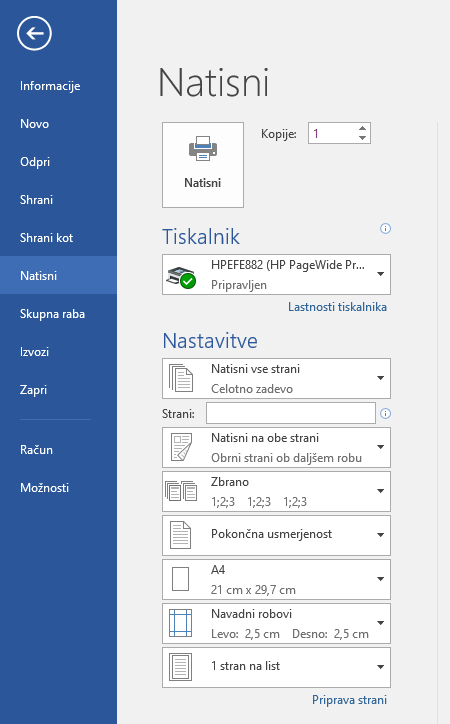 Informacije
Novo
Odpri
Shrani
Shrani kot
Natisni
Skupna raba
Izvozi
Zapri
Račun
Možnosti
Natisni
Natisni
Kopije: 1
Tiskalnik
HPEFE882 (HP PageWide Pr...
Pripravljen
Lastnosti tiskalnika
Nastavitve
Natisni vse strani
Celotno zadevo
Strani:
Natisni na obe strani
Obrni strani ob daljšem robu
Zbrano
1;2;3 1;2;3 1;2;3
Pokončna usmerjenost
A4
21 cm x 29,7 cm
Navadni robovi
Levo: 2,5 cm Desno: 2,5 cm
1 stran na list
Priprava strani